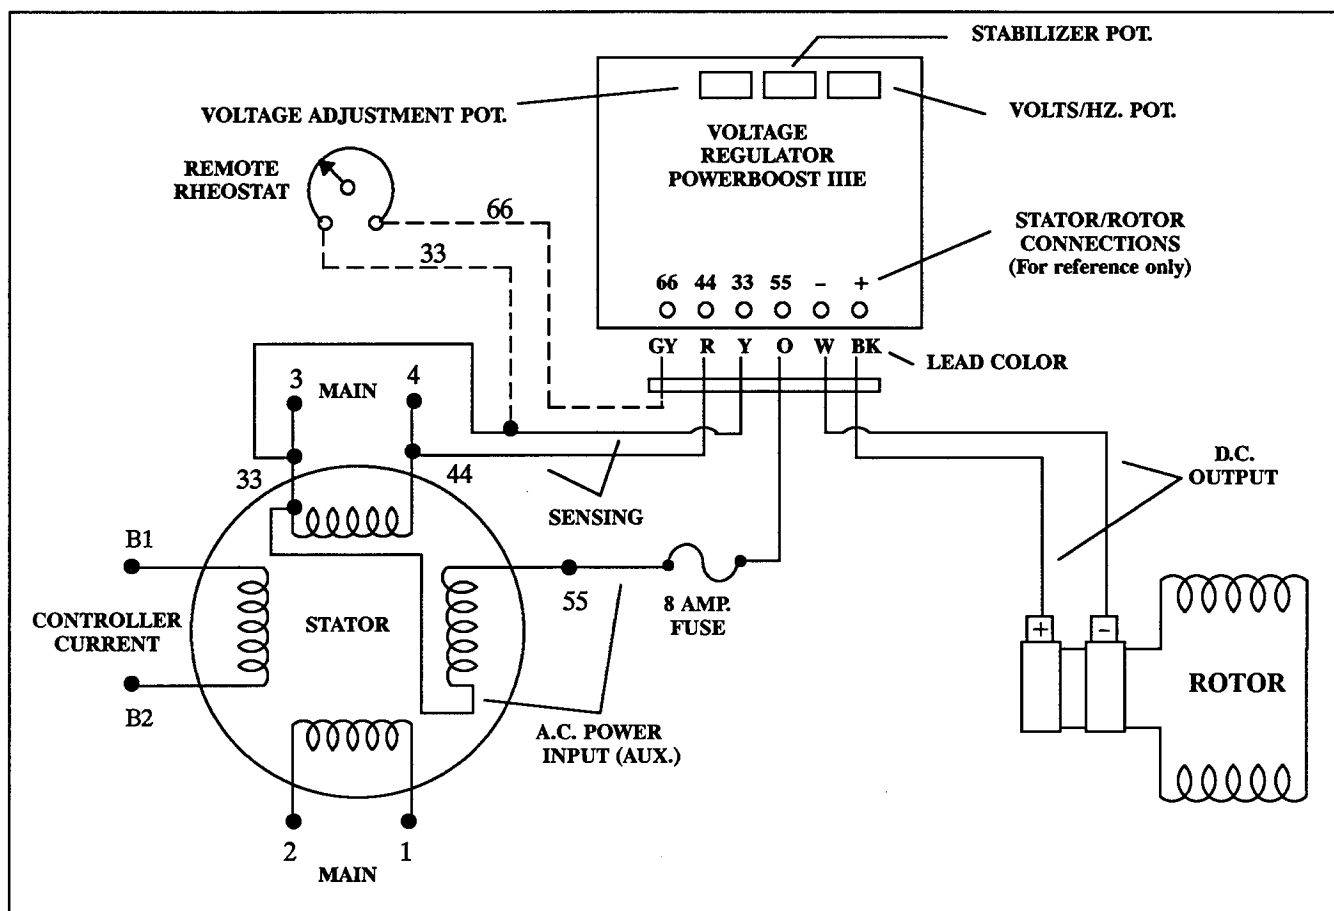 STABILIZER POT.
VOLTAGE ADJUSTMENT POT.
VOLTS/HZ. POT.
VOLTAGE
REGULATOR
POWERBOOST IIIE
REMOTE
RHEOSTAT
66
33
STATOR/ROTOR
CONNECTIONS
(For reference only)
66 44 33 55 – +
GY R Y O W BK
LEAD COLOR
3 MAIN 4
33
44
SENSING
D.C.
OUTPUT
B1
CONTROLLER
CURRENT
B2
STATOR
55
8 AMP.
FUSE
+ –
ROTOR
A.C. POWER
INPUT (AUX.)
2 1
MAIN